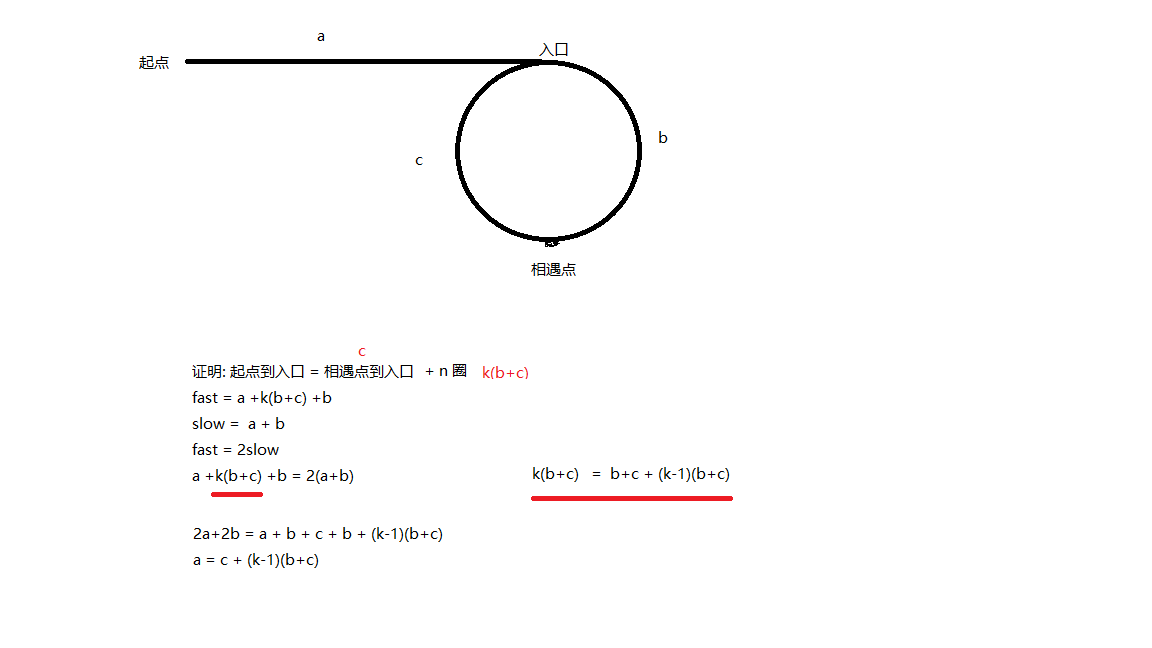 a
起点
入口
b
c
相遇点
c
证明: 起点到入口 = 相遇点到入口 + n 圈 k(b+c)
fast = a +k(b+c) +b
slow = a + b
fast = 2slow
a +k(b+c) +b = 2(a+b)
k(b+c) = b+c + (k-1)(b+c)
2a+2b = a + b + c + b + (k-1)(b+c)
a = c + (k-1)(b+c)